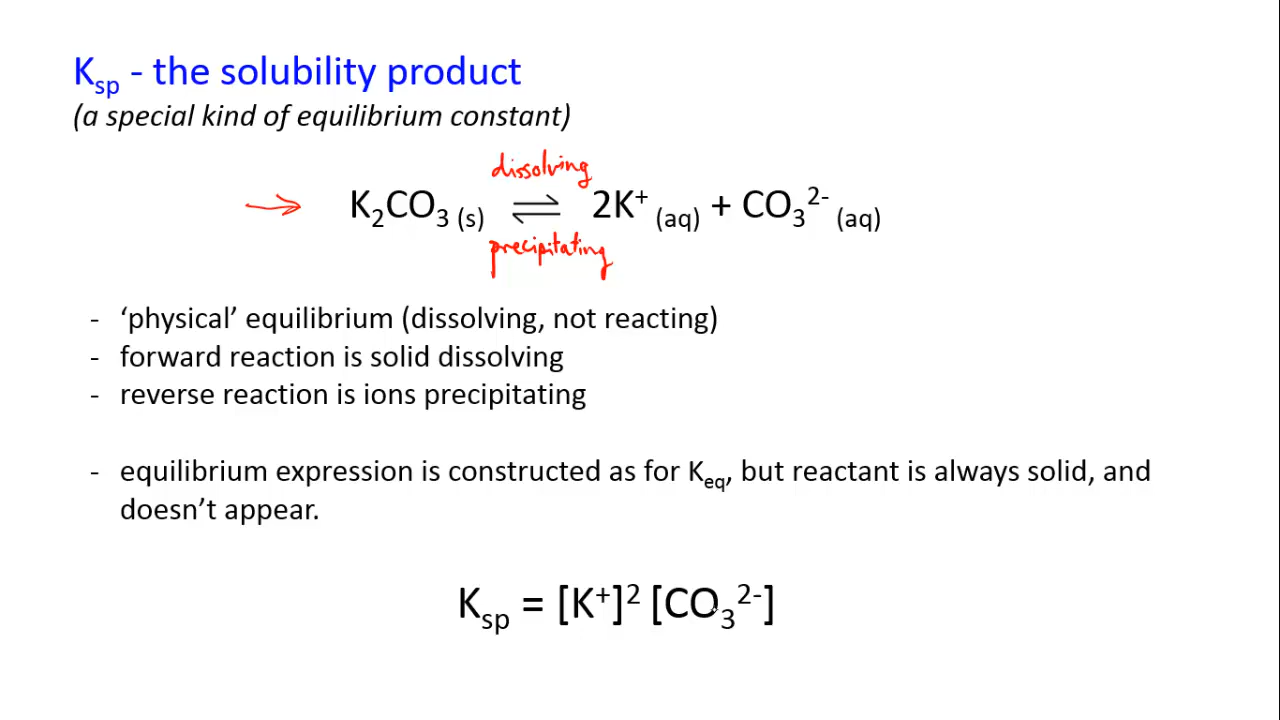 Ksp - the solubility product
(a special kind of equilibrium constant)
dissolving
K₂CO₃ (s) ⇌ 2K⁺ (aq) + CO₃²⁻ (aq)
precipitating
- ‘physical’ equilibrium (dissolving, not reacting)
- forward reaction is solid dissolving
- reverse reaction is ions precipitating
- equilibrium expression is constructed as for Keq, but reactant is always solid, and
doesn’t appear.
Ksp = [K⁺]² [CO₃²⁻]